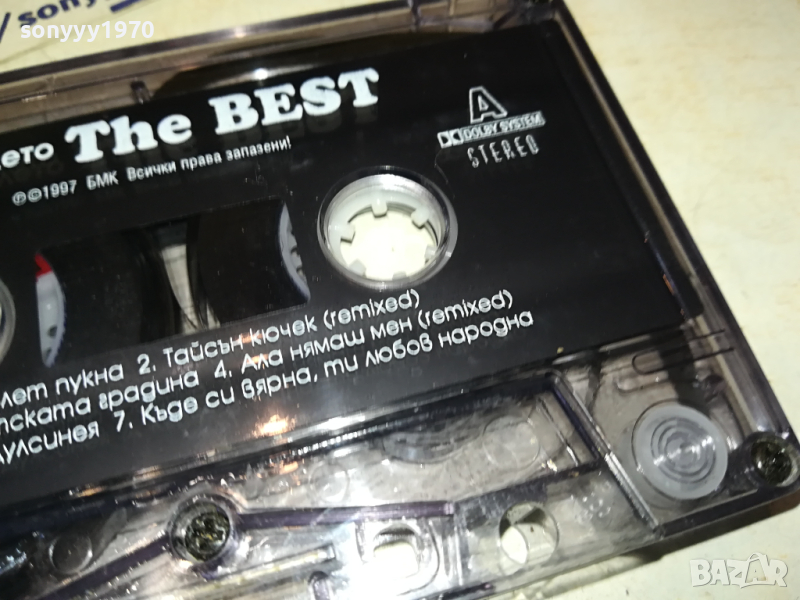 sonyyy1970
ето The BEST
℗©1997 БМК Всички права запазени!
A
DOLBY SYSTEM
STEREO
лет пукна 2. Тайсън кючек (remixed)
тската градина 4. Ала нямаш мен (remixed)
улсинея 7. Къде си вярна, ти любов народна
BAZAR